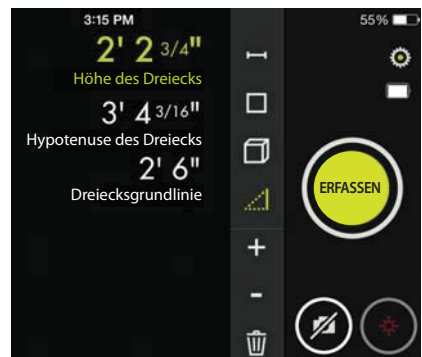 3:15 PM
55%
2' 2 3/4"
Höhe des Dreiecks
3' 4 3/16"
Hypotenuse des Dreiecks
2' 6"
Dreiecksgrundlinie
ERFASSEN
+
-